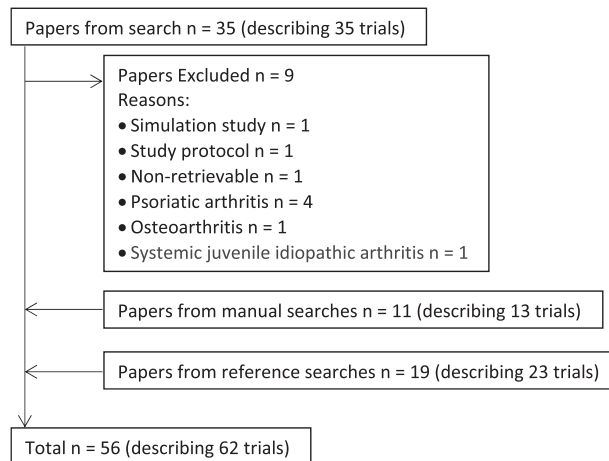 Papers from search n = 35 (describing 35 trials)
Papers Excluded n = 9
Reasons:
• Simulation study n = 1
• Study protocol n = 1
• Non-retrievable n = 1
• Psoriatic arthritis n = 4
• Osteoarthritis n = 1
• Systemic juvenile idiopathic arthritis n = 1
Papers from manual searches n = 11 (describing 13 trials)
Papers from reference searches n = 19 (describing 23 trials)
Total n = 56 (describing 62 trials)